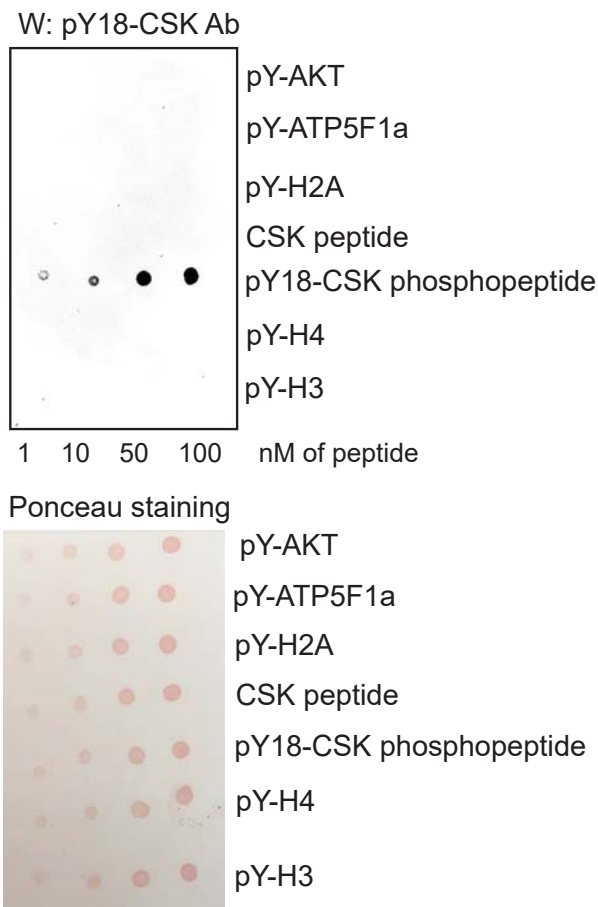 W: pY18-CSK Ab
pY-AKT
pY-ATP5F1a
pY-H2A
CSK peptide
pY18-CSK phosphopeptide
pY-H4
pY-H3
1 10 50 100 nM of peptide
Ponceau staining
pY-AKT
pY-ATP5F1a
pY-H2A
CSK peptide
pY18-CSK phosphopeptide
pY-H4
pY-H3